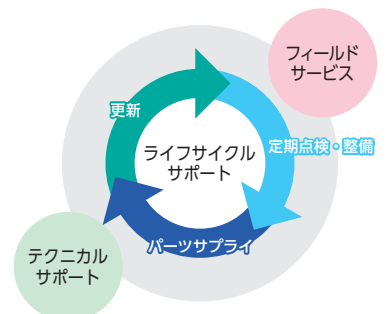 フィールド
サービス
更新
定期点検・整備
ライフサイクル
サポート
パーツサプライ
テクニカル
サポート